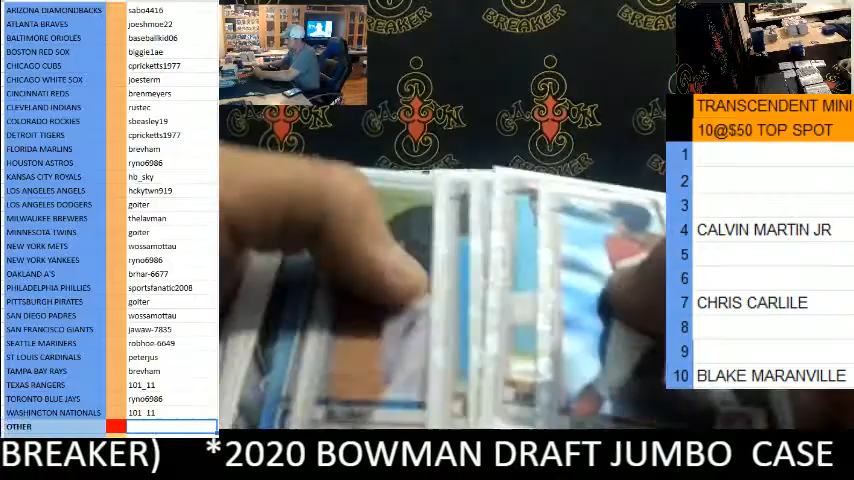 ARIZONA DIAMONDBACKS sabo4416
ATLANTA BRAVES joeshmoe22
BALTIMORE ORIOLES baseballkid06
BOSTON RED SOX biggie1ae
CHICAGO CUBS cpricketts1977
CHICAGO WHITE SOX joesterm
CINCINNATI REDS brenmeyers
CLEVELAND INDIANS rustec
COLORADO ROCKIES sbeasley19
DETROIT TIGERS cpricketts1977
FLORIDA MARLINS brevham
HOUSTON ASTROS ryno6986
KANSAS CITY ROYALS hb_sky
LOS ANGELES ANGELS hckytwn919
LOS ANGELES DODGERS golter
MILWAUKEE BREWERS thelavman
MINNESOTA TWINS golter
NEW YORK METS wossamottau
NEW YORK YANKEES ryno6986
OAKLAND A'S brhar-6677
PHILADELPHIA PHILLIES sportsfanatic2008
PITTSBURGH PIRATES golter
SAN DIEGO PADRES wossamottau
SAN FRANCISCO GIANTS jawaw-7835
SEATTLE MARINERS robhoe-6649
ST LOUIS CARDINALS peterjus
TAMPA BAY RAYS brevham
TEXAS RANGERS 101_11
TORONTO BLUE JAYS ryno6986
WASHINGTON NATIONALS 101_11
OTHER
BREAKER
BREAKER
TRANSCENDENT MINI
10@$50 TOP SPOT
1
2
3
4 CALVIN MARTIN JR
5
6
7 CHRIS CARLILE
8
9
10 BLAKE MARANVILLE
BREAKER) *2020 BOWMAN DRAFT JUMBO CASE